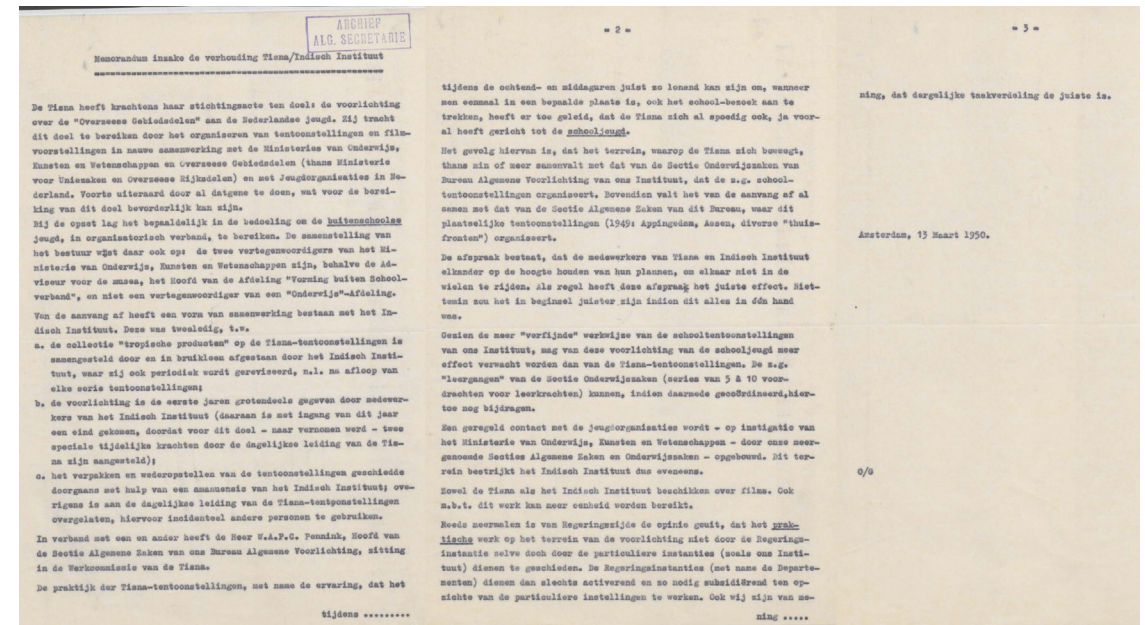 ARCHIEF
ALG. SECRETARIE
Memorandum inzake de verhouding Tisna/Indisch Instituut
=======================================================
De Tisna heeft krachtens haar stichtingsacte ten doel: de voorlichting
over de "Overzeese Gebiedsdelen" aan de Nederlandse jeugd. Zij tracht
dit doel te bereiken door het organiseren van tentoonstellingen en film-
voorstellingen in nauwe samenwerking met de Ministeries van Onderwijs,
Kunsten en Wetenschappen en Overzeese Gebiedsdelen (thans Ministerie
voor Uniezaken en Overzeese Rijksdelen) en met Jeugdorganisaties in Ne-
derland. Voorts uiteraard door al datgene te doen, wat voor de berei-
king van dit doel bevorderlijk kan zijn.
Bij de opzet lag het bepaaldelijk in de bedoeling om de buitenschoolse
jeugd, in organisatorisch verband, te bereiken. De samenstelling van
het bestuur wijst daar ook op: de twee vertegenwoordigers van het Mi-
nisterie van Onderwijs, Kunsten en Wetenschappen zijn, behalve de Ad-
viseur voor de musea, het Hoofd van de Afdeling "Vorming buiten School-
verband", en niet een vertegenwoordiger van een "Onderwijs"-Afdeling.
Van de aanvang af heeft een vorm van samenwerking bestaan met het In-
disch Instituut. Deze was tweeledig, t.w.
a. de collectie "tropische producten" op de Tisna-tentoonstellingen is
samengesteld door en in bruikleen afgestaan door het Indisch Insti-
tuut, waar zij ook periodiek wordt gereviseerd, n.l. na afloop van
elke serie tentoonstellingen;
b. de voorlichting is de eerste jaren grotendeels gegeven door medewer-
kers van het Indisch Instituut (daaraan is met ingang van dit jaar
een eind gekomen, doordat voor dit doel - naar vernomen werd - twee
speciale tijdelijke krachten door de dagelijkse leiding van de Tis-
na zijn aangesteld);
c. het verpakken en wederopstellen van de tentoonstellingen geschiedde
doorgaans met hulp van een amanuensis van het Indisch Instituut; ove-
rigens is aan de dagelijkse leiding van de Tisna-tentponstellingen
overgelaten, hiervoor incidenteel andere personen te gebruiken.
In verband met een en ander heeft de Heer W.A.P.C. Pennink, Hoofd van
de Sectie Algemene Zaken van ons Bureau Algemene Voorlichting, zitting
in de Werkcommissie van de Tisna.
De praktijk der Tisna-tentoonstellingen, met name de ervaring, dat het
tijdens .........
= 2 =
tijdens de ochtend- en middaguren juist zo lonend kan zijn om, wanneer
men eenmaal in een bepaalde plaats is, ook het school-bezoek aan te
trekken, heeft er toe geleid, dat de Tisna zich al spoedig ook, ja voor-
al heeft gericht tot de schooljeugd.
Het gevolg hiervan is, dat het terrein, waarop de Tisna zich beweegt,
thans min of meer samenvalt met dat van de Sectie Onderwijszaken van
Bureau Algemene Voorlichting van ons Instituut, dat de z.g. school-
tentoonstellingen organiseert. Bovendien valt het van de aanvang af al
samen met dat van de Sectie Algemene Zaken van dit Bureau, waar dit
plaatselijke tentoonstellingen (1949: Appingedam, Assen, diverse "thuis-
fronten") organiseert.
De afspraak bestaat, dat de medewerkers van Tisna en Indisch Instituut
elkander op de hoogte houden van hun plannen, om elkaar niet in de
wielen te rijden. Als regel heeft deze afspraak het juiste effect. Niet-
temin zou het in beginsel juister zijn indien dit alles in één hand
was.
Gezien de meer "verfijnde" werkwijze van de schooltentoonstellingen
van ons Instituut, mag van deze voorlichting van de schooljeugd meer
effect verwacht worden dan van de Tisna-tentoonstellingen. De z.g.
"leergangen" van de Sectie Onderwijszaken (series van 5 à 10 voor-
drachten voor leerkrachten) kunnen, indien daarmede gecoördineerd,hier-
toe nog bijdragen.
Een geregeld contact met de jeugdorganisaties wordt - op instigatie van
het Ministerie van Onderwijs, Kunsten en Wetenschappen - door onze meer-
genoemde Secties Algemene Zaken en Onderwijszaken - opgebouwd. Dit ter-
rein bestrijkt het Indisch Instituut dus eveneens.
Zowel de Tisna als het Indisch Instituut beschikken over films. Ook
m.b.t. dit werk kan meer eenheid worden bereikt.
Reeds meermalen is van Regeringszijde de opinie geuit, dat het prak-
tische werk op het terrein van de voorlichting niet door de Regerings-
instantie zelve doch door de particuliere instanties (zoals ons Insti-
tuut) dienen te geschieden. De Regeringsinstanties (met name de Departe-
menten) dienen dan slechts activerend en zo nodig subsidiërend ten op-
zichte van de particuliere instellingen te werken. Ook wij zijn van me-
ning .....
= 3 =
ning, dat dergelijke taakverdeling de juiste is.
Amsterdam, 13 Maart 1950.
O/G